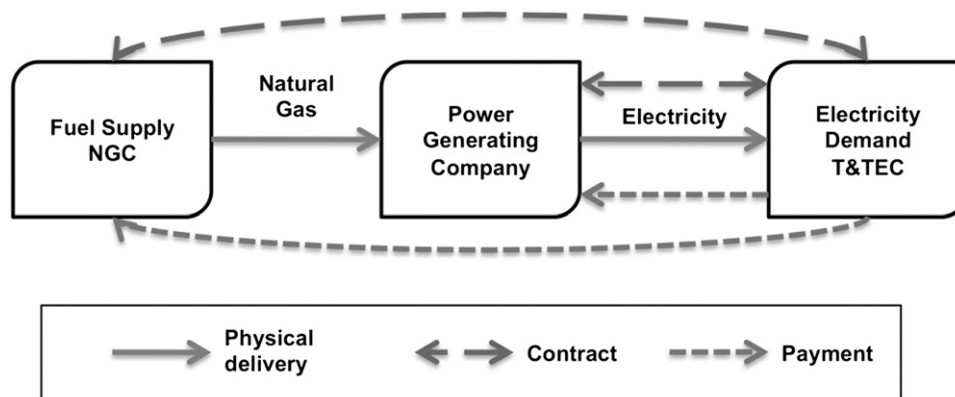 Natural
Gas
Fuel Supply
NGC
Power
Generating
Company
Electricity
Electricity
Demand
T&TEC
Physical
delivery
Contract
Payment